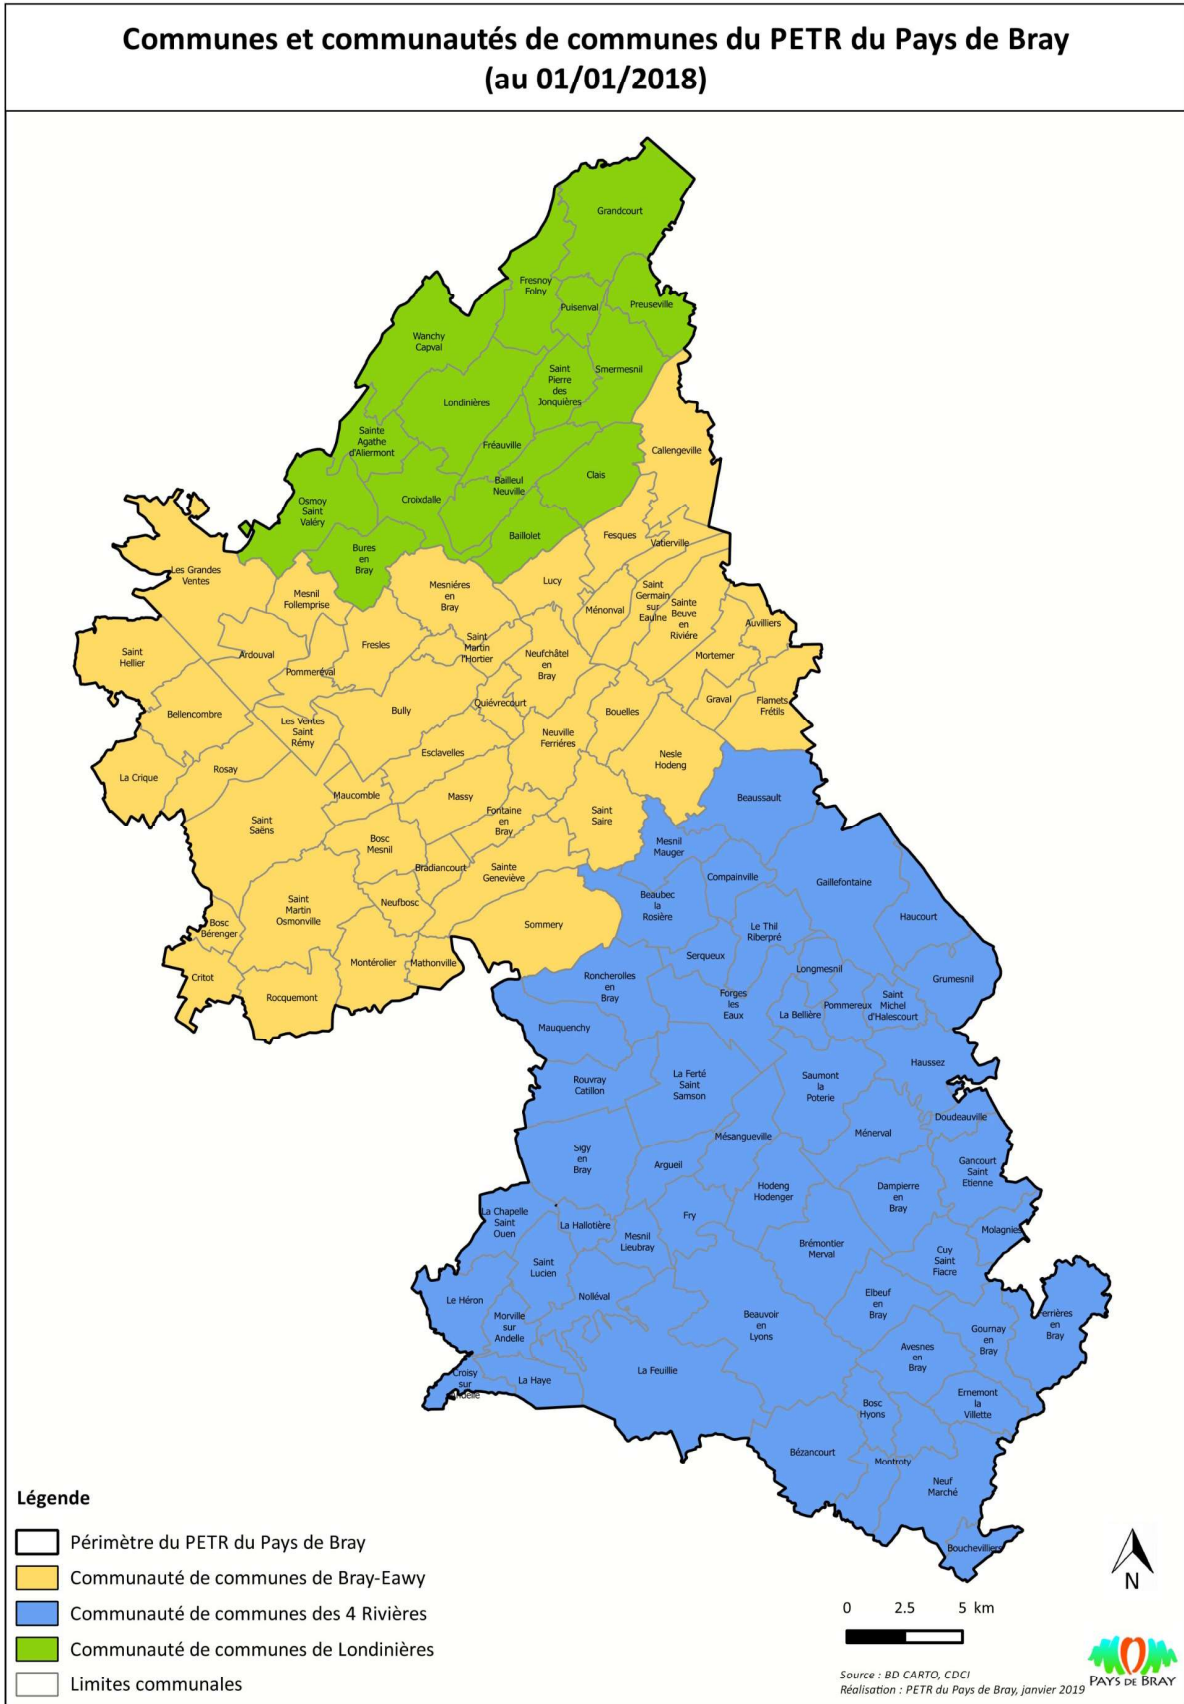 Communes et communautés de communes du PETR du Pays de Bray
(au 01/01/2018)
Grandcourt
Fresnoy
Folny
Puisenval
Preuseville
Wanchy
Capval
Saint
Pierre
des
Jonquières
Smermesnil
Londinières
Sainte
Agathe
d'Aliermont
Fréauville
Callengeville
Bailleul
Neuville
Clais
Croixdalle
Osmoy
Saint
Valéry
Baillolet
Fesques
Vatierville
Bures
en
Bray
Les Grandes
Ventes
Mesnil
Follemprise
Mesniéres
en
Bray
Lucy
Ménonval
Saint
Germain
sur
Eaulne
Sainte
Beuve
en
Riviére
Auvilliers
Saint
Hellier
Ardouval
Fresles
Saint
Martin
l'Hortier
Neufchâtel
en
Bray
Mortemer
Pommeréval
Bellencombre
Les Ventes
Saint
Rémy
Bully
Quiévrecourt
Bouelles
Graval
Flamets
Frétils
Neuville
Ferriéres
Esclavelles
Nesle
Hodeng
La Crique
Rosay
Maucomble
Massy
Beaussault
Saint
Saëns
Fontaine
en
Bray
Saint
Saire
Bosc
Mesnil
Mesnil
Mauger
Bradiancourt
Sainte
Geneviève
Compainville
Gaillefontaine
Saint
Martin
Osmonville
Neufbosc
Beaubec
la
Rosière
Haucourt
Bosc
Bérenger
Sommery
Le Thil
Riberpré
Serqueux
Critot
Montérolier
Mathonville
Longmesnil
Grumesnil
Rocquemont
Roncherolles
en
Bray
Forges
les
Eaux
La Bellière
Pommereux
Saint
Michel
d'Halescourt
Mauquenchy
Haussez
Rouvray
Catillon
La Ferté
Saint
Samson
Saumont
la
Poterie
Doudeauville
Mésangueville
Ménerval
Sigy
en
Bray
Argueil
Gancourt
Saint
Etienne
Hodeng
Hodenger
Dampierre
en
Bray
La Chapelle
Saint
Ouen
La Hallotière
Fry
Mesnil
Lieubray
Molagnies
Brémontier
Merval
Cuy
Saint
Fiacre
Saint
Lucien
Le Héron
Nolléval
Elbeuf
en
Bray
Morville
sur
Andelle
Beauvoir
en
Lyons
Gournay
en
Bray
Ferrières
en
Bray
Avesnes
en
Bray
La Feuillie
Croisy
sur
Andelle
La Haye
Ernemont
la
Villette
Bosc
Hyons
Bézancourt
Montroty
Neuf
Marché
Bouchevilliers
Légende
Périmètre du PETR du Pays de Bray
Communauté de communes de Bray-Eawy
Communauté de communes des 4 Rivières
Communauté de communes de Londinières
Limites communales
N
0 2.5 5 km
Source : BD CARTO, CDCI
Réalisation : PETR du Pays de Bray, janvier 2019
PAYS DE BRAY